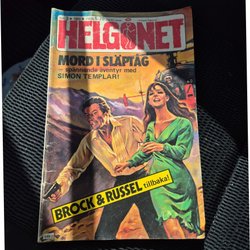 HELGONET
MORD I SLÄPTÅG
– spännande äventyr med
SIMON TEMPLAR!
BROCK & RUSSEL tillbaka!